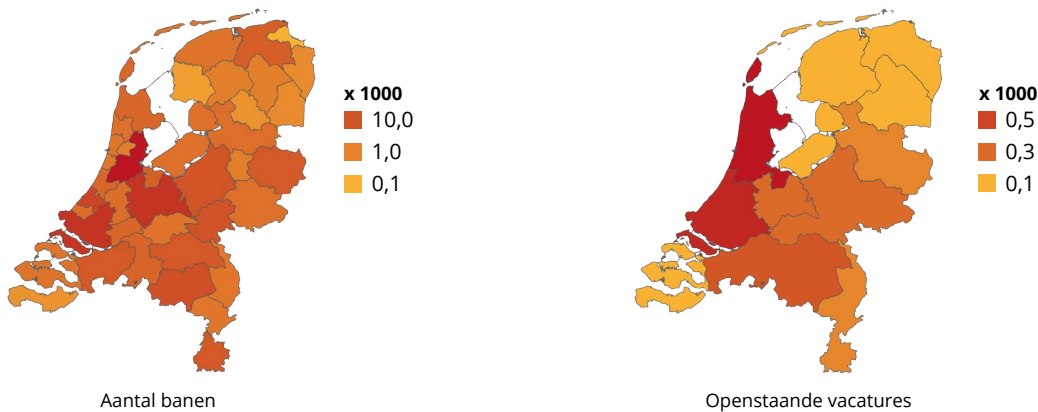 x 1000
10,0
1,0
0,1
Aantal banen
x 1000
0,5
0,3
0,1
Openstaande vacatures